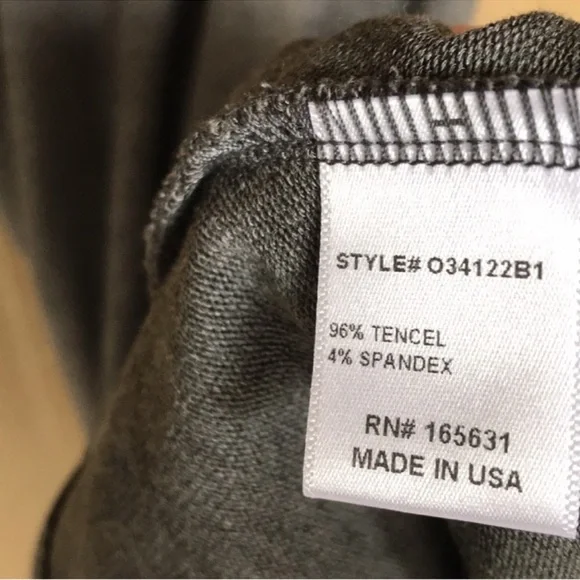 STYLE# O34122B1
96% TENCEL
4% SPANDEX
RN# 165631
MADE IN USA